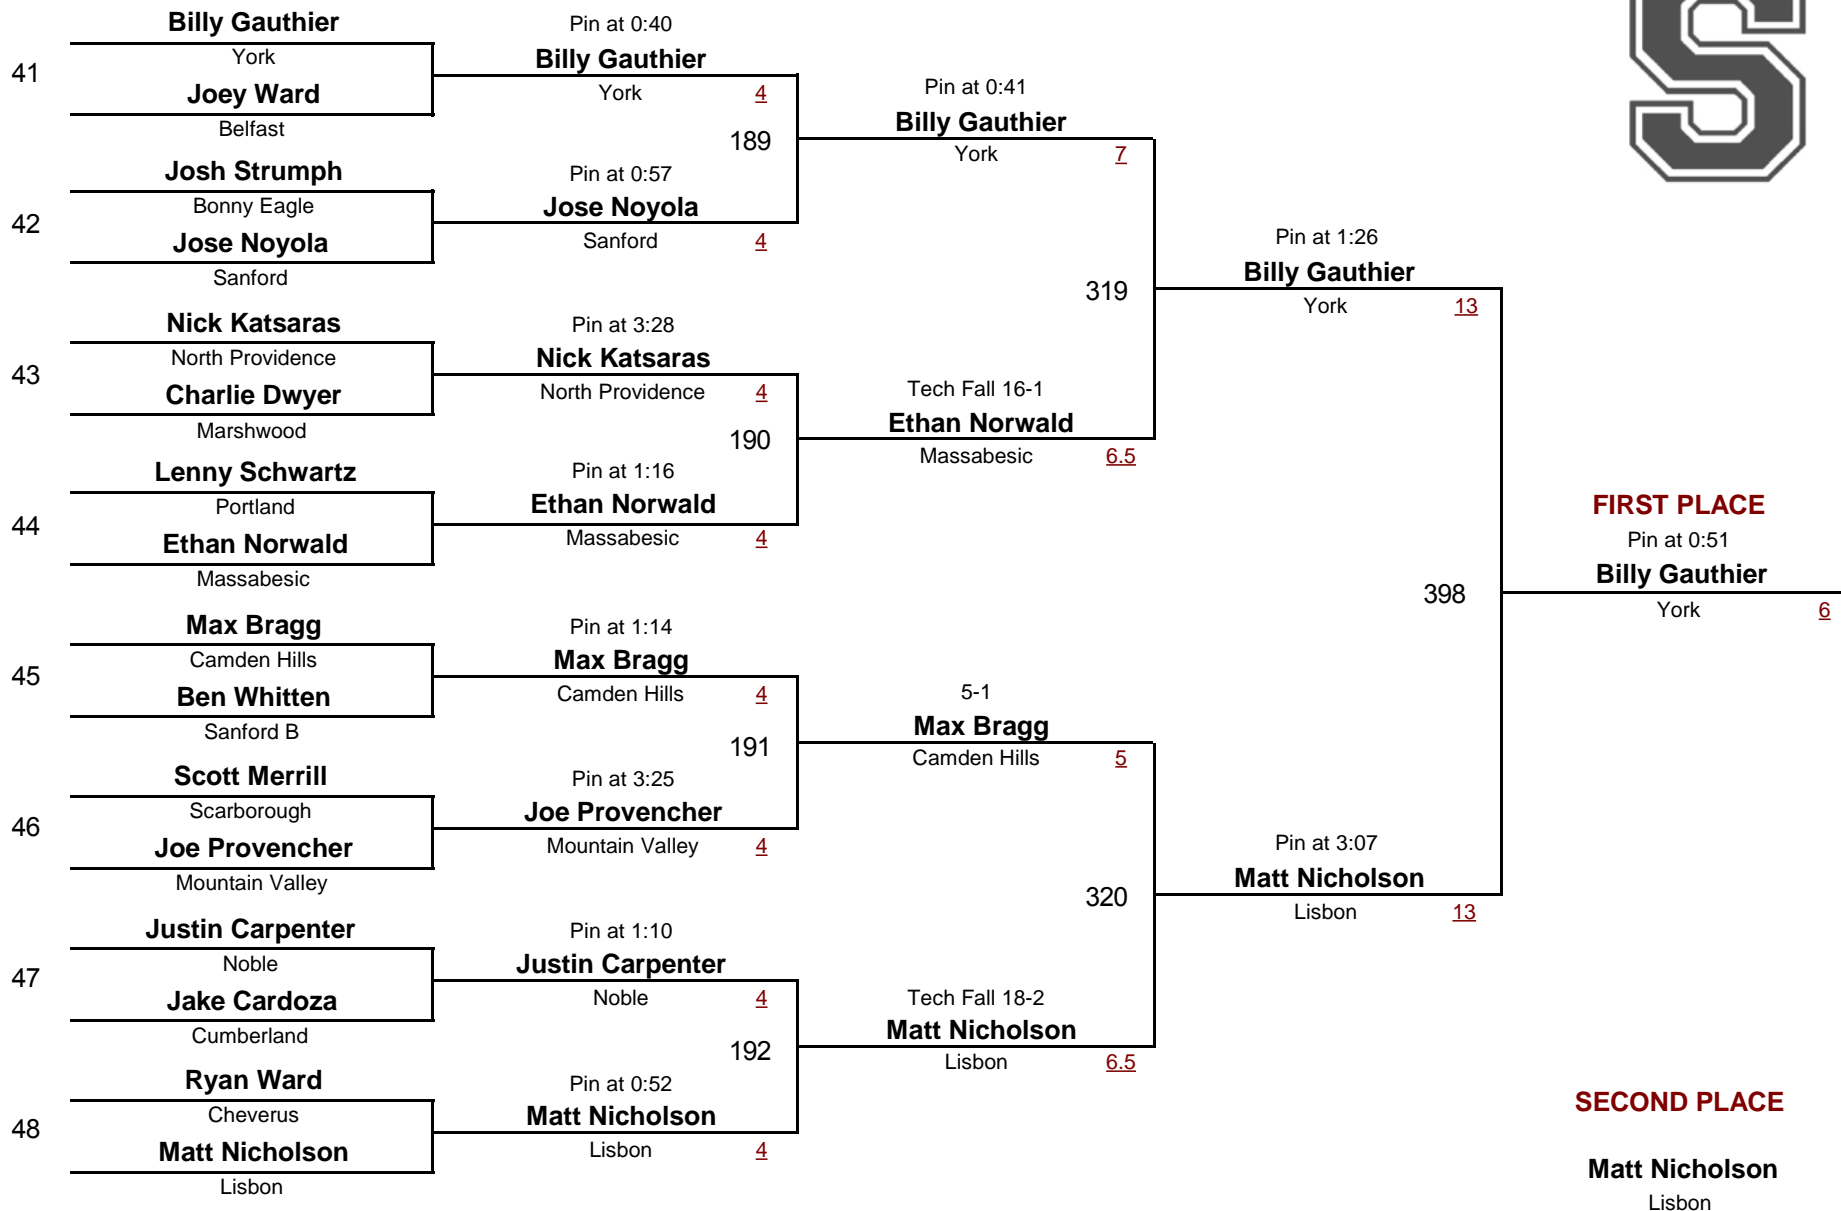 Billy Gauthier
York
41
Joey Ward
Belfast
Josh Strumph
Bonny Eagle
42
Jose Noyola
Sanford
Nick Katsaras
North Providence
43
Charlie Dwyer
Marshwood
Lenny Schwartz
Portland
44
Ethan Norwald
Massabesic
Max Bragg
Camden Hills
45
Ben Whitten
Sanford B
Scott Merrill
Scarborough
46
Joe Provencher
Mountain Valley
Justin Carpenter
Noble
47
Jake Cardoza
Cumberland
Ryan Ward
Cheverus
48
Matt Nicholson
Lisbon
Pin at 0:40
Billy Gauthier
York 4
189
Pin at 0:57
Jose Noyola
Sanford 4
Pin at 3:28
Nick Katsaras
North Providence 4
190
Pin at 1:16
Ethan Norwald
Massabesic 4
Pin at 1:14
Max Bragg
Camden Hills 4
191
Pin at 3:25
Joe Provencher
Mountain Valley 4
Pin at 1:10
Justin Carpenter
Noble 4
192
Pin at 0:52
Matt Nicholson
Lisbon 4
Pin at 0:41
Billy Gauthier
York 7
319
Tech Fall 16-1
Ethan Norwald
Massabesic 6.5
5-1
Max Bragg
Camden Hills 5
320
Tech Fall 18-2
Matt Nicholson
Lisbon 6.5
Pin at 1:26
Billy Gauthier
York 13
398
Pin at 3:07
Matt Nicholson
Lisbon 13
S
FIRST PLACE
Pin at 0:51
Billy Gauthier
York 6
SECOND PLACE
Matt Nicholson
Lisbon